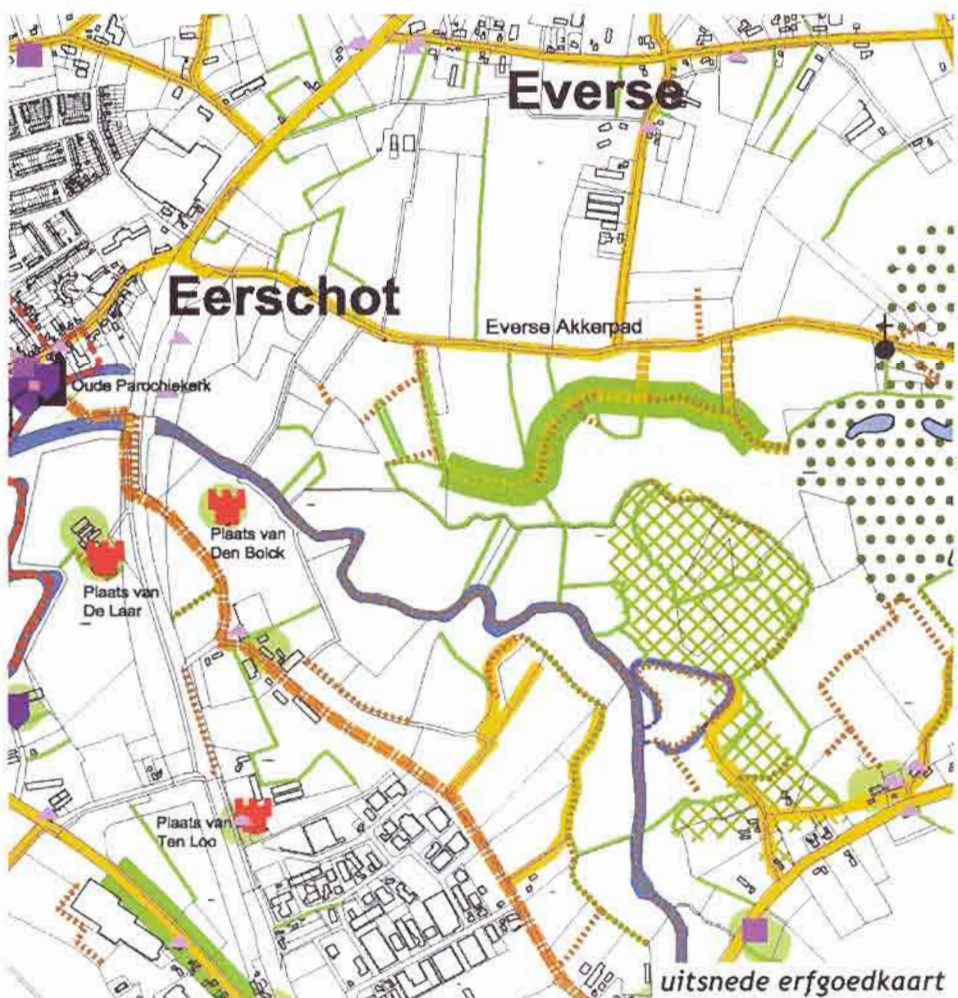 Everse
Eerschot
Everse Akkerpad
Oude Parochiekerk
Plaats van
Den Bolck
Plaats van
De Laar
Plaats van
Ten Loo
uitsnede erfgoedkaart